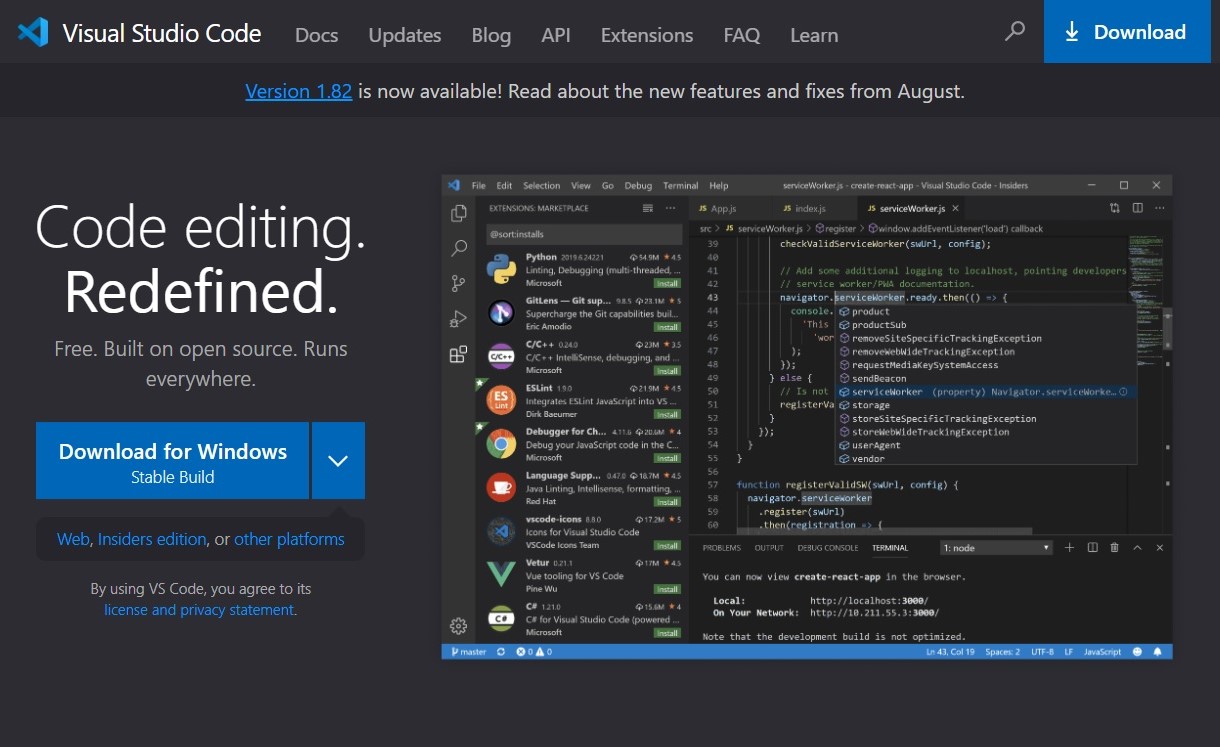 Visual Studio Code Docs Updates Blog API Extensions FAQ Learn Download
Version 1.82 is now available! Read about the new features and fixes from August.
Code editing.
Redefined.
Free. Built on open source. Runs
everywhere.
Download for Windows
Stable Build
Web, Insiders edition, or other platforms
By using VS Code, you agree to its
license and privacy statement.
File Edit Selection View Go Debug Terminal Help serviceWorker.js - create-react-app - Visual Studio Code - Insiders
EXTENSIONS: MARKETPLACE
@sort:installs
Python 2019.6.24221 54.9M 4.5
Linting, Debugging (multi-threaded, ...
Microsoft Install
GitLens — Git sup... 9.8.5 23.1M 5
Supercharge the Git capabilities buil...
Eric Amodio Install
C/C++ C/C++ 0.24.0 23M 3.5
C/C++ IntelliSense, debugging, and ...
Microsoft Install
ES Lint
ESLint 1.9.0 21.9M 4.5
Integrates ESLint JavaScript into VS ...
Dirk Baeumer Install
Debugger for Ch... 4.11.6 20.6M 4
Debug your JavaScript code in the C...
Microsoft Install
Language Supp... 0.47.0 18.7M 4.5
Java Linting, Intellisense, formatting, ...
Red Hat Install
vscode-icons 8.8.0 17.2M 5
Icons for Visual Studio Code
VSCode Icons Team Install
Vetur 0.21.1 17M 4.5
Vue tooling for VS Code
Pine Wu Install
C# C# 1.21.0 15.6M 4
C# for Visual Studio Code (powered ...
Microsoft Install
JS App.js JS index.js JS serviceWorker.js
src > JS serviceWorker.js > register > window.addEventListener('load') callback
39 checkValidServiceWorker(swUrl, config);
40
41 // Add some additional logging to localhost, pointing developers
42 // service worker/PWA documentation.
43 navigator.serviceWorker.ready.then(() => {
44 console.
45 'This
46 'wor
47 );
48 });
49 } else {
50 // Is not
51 registerVa
52 }
53 });
54 }
55 }
56
57 function registerValidSW(swUrl, config) {
58 navigator.serviceWorker
59 .register(swUrl)
60 .then(registration => {
product
productSub
removeSiteSpecificTrackingException
removeWebWideTrackingException
requestMediaKeySystemAccess
sendBeacon
serviceWorker (property) Navigator.serviceWorke...
storage
storeSiteSpecificTrackingException
storeWebWideTrackingException
userAgent
vendor
PROBLEMS OUTPUT DEBUG CONSOLE TERMINAL 1: node
You can now view create-react-app in the browser.
Local: http://localhost:3000/
On Your Network: http://10.211.55.3:3000/
Note that the development build is not optimized.
master 0 0 Ln 43, Col 19 Spaces: 2 UTF-8 LF JavaScript